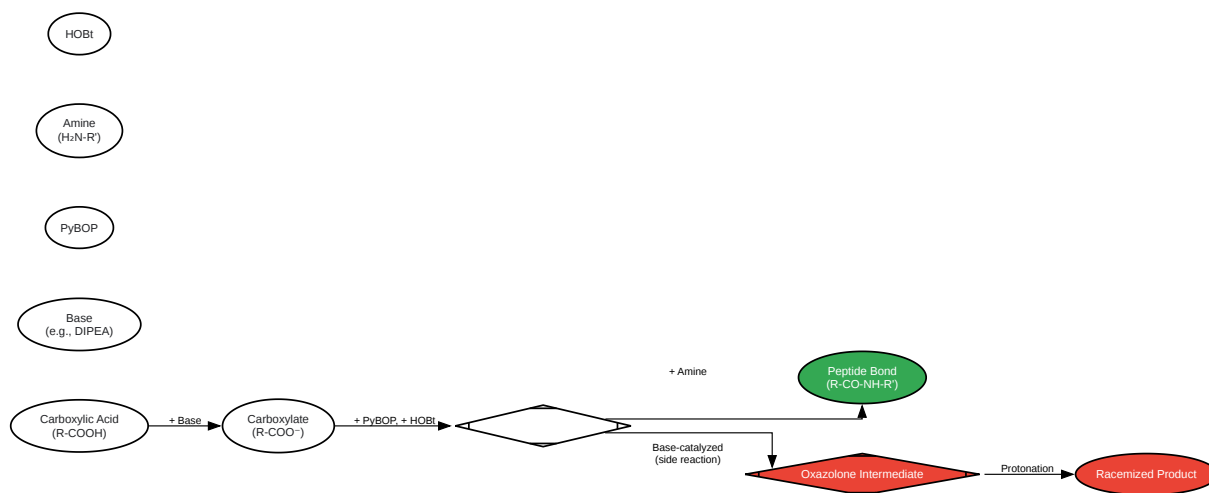 HOBt
Amine
(H₂N-R')
PyBOP
Base
(e.g., DIPEA)
+ Amine
Peptide Bond
(R-CO-NH-R')
Carboxylic Acid
(R-COOH)
+ Base
Carboxylate
(R-COO⁻)
+ PyBOP, + HOBt
Base-catalyzed
(side reaction)
Oxazolone Intermediate
Protonation
Racemized Product